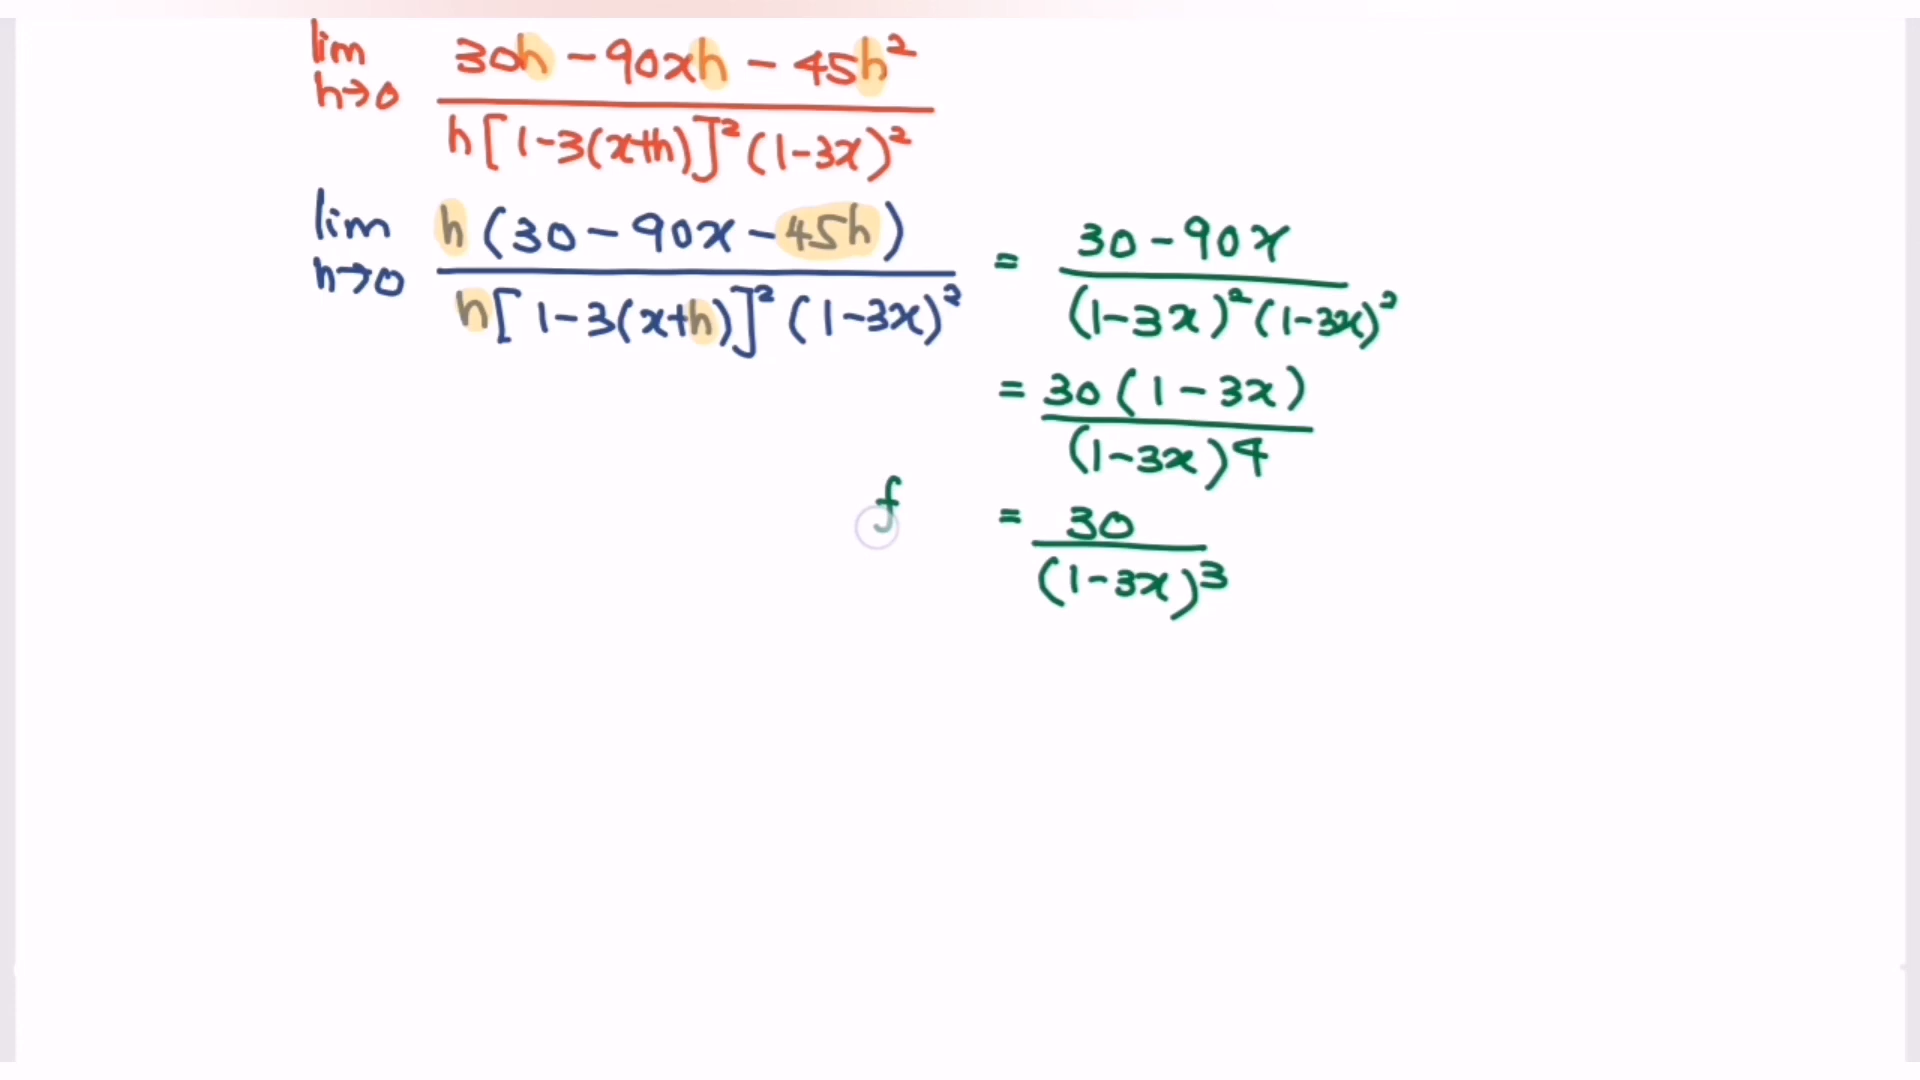 lim 30h - 90xh - 45h²
h→0 h[1-3(x+h)]²(1-3x)²
lim h(30 - 90x - 45h) = 30 - 90x
h→0 h[1-3(x+h)]²(1-3x)² (1-3x)²(1-3x)²
= 30(1-3x)
(1-3x)4
f = 30
(1-3x)³